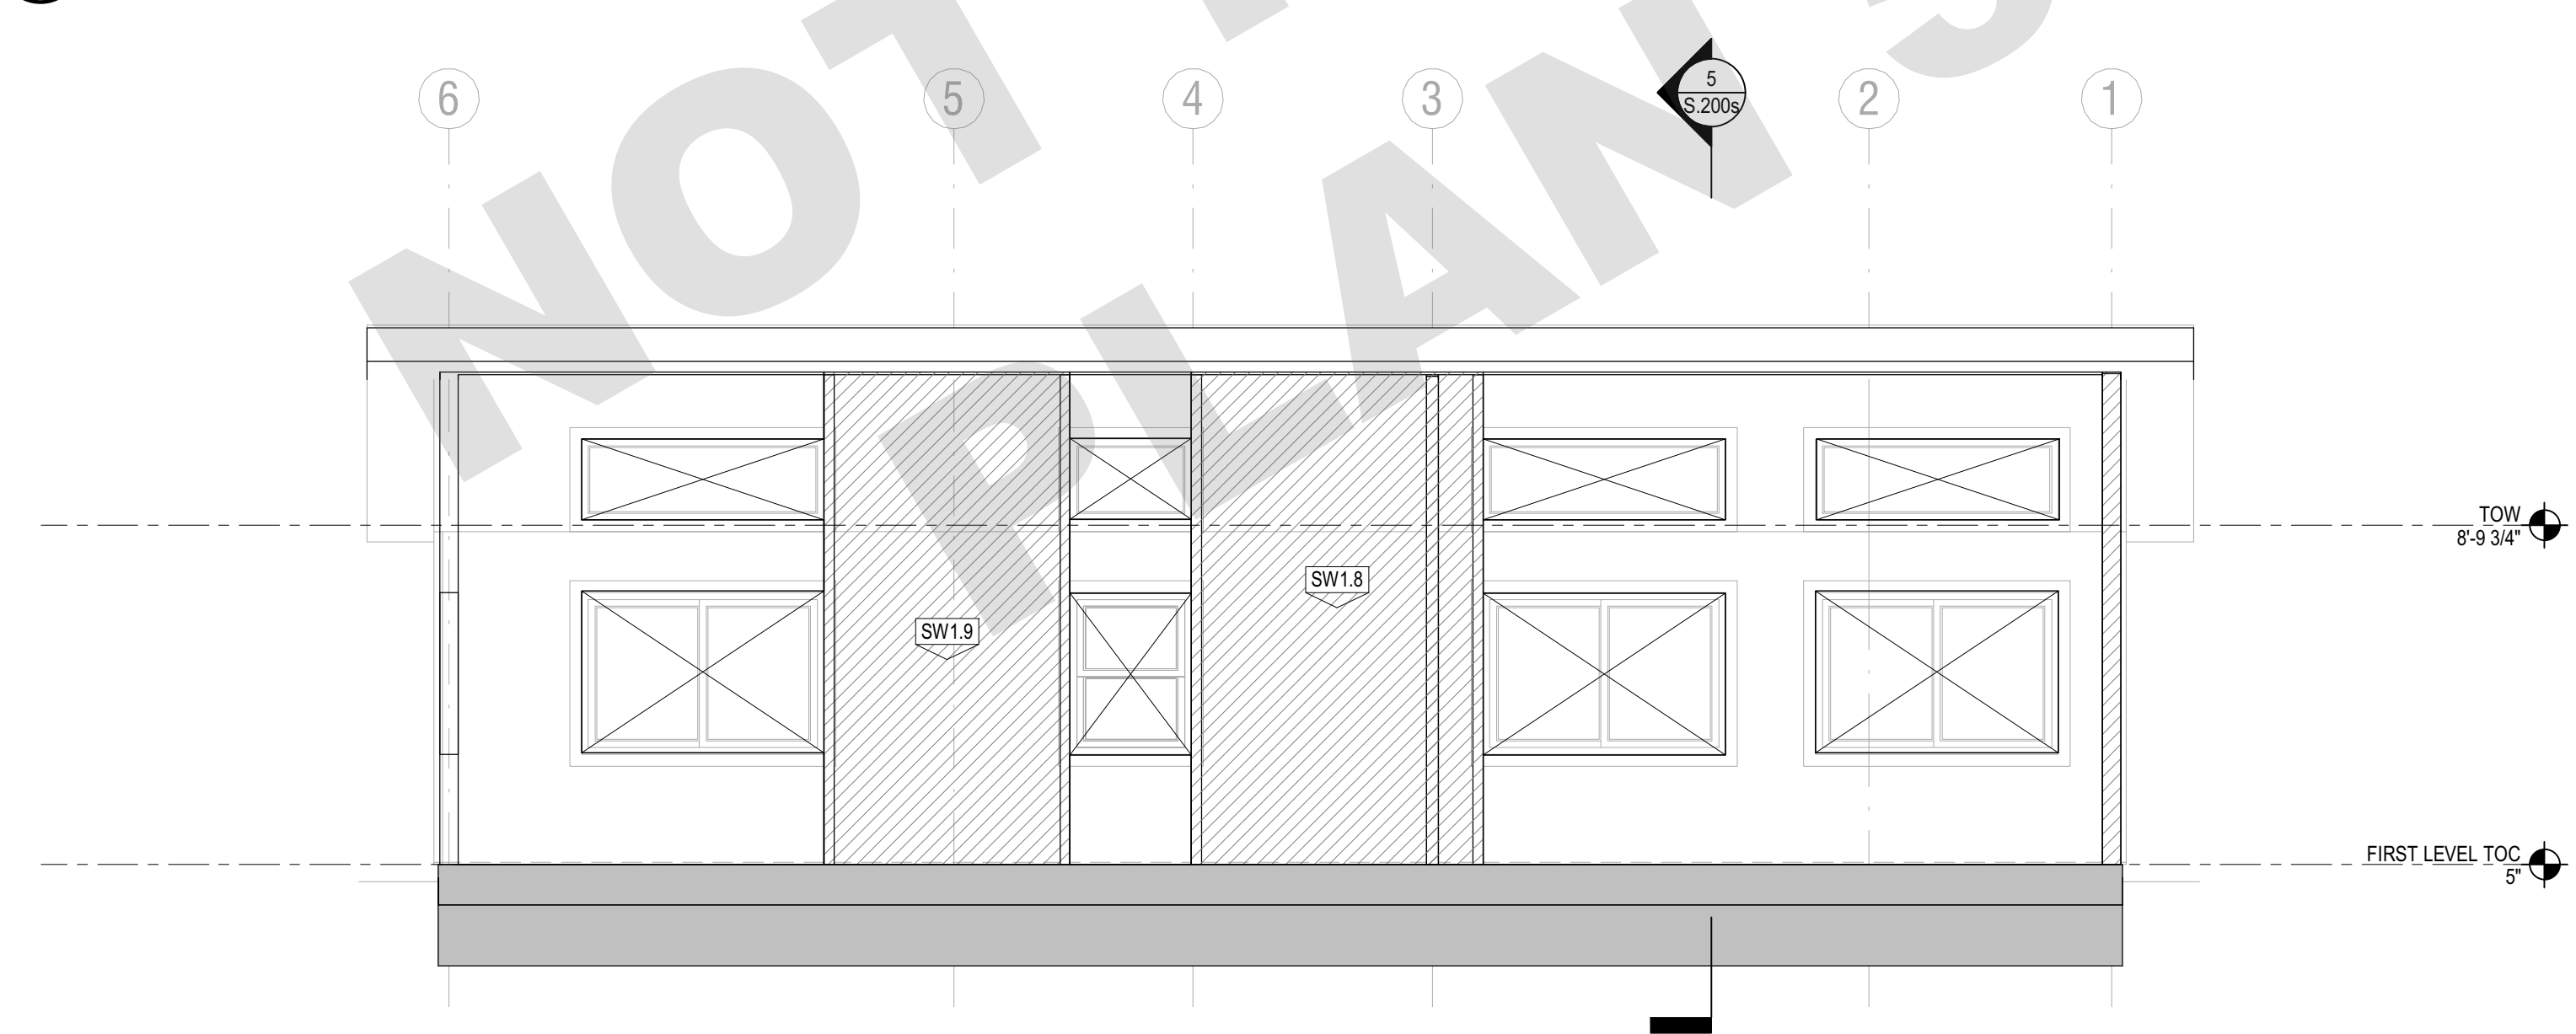 6 5 4 3 5 2 1
S.200s
TOW
8'-9 3/4"
SW1.8
SW1.9
FIRST LEVEL TOC
5"
NOT
PLAN